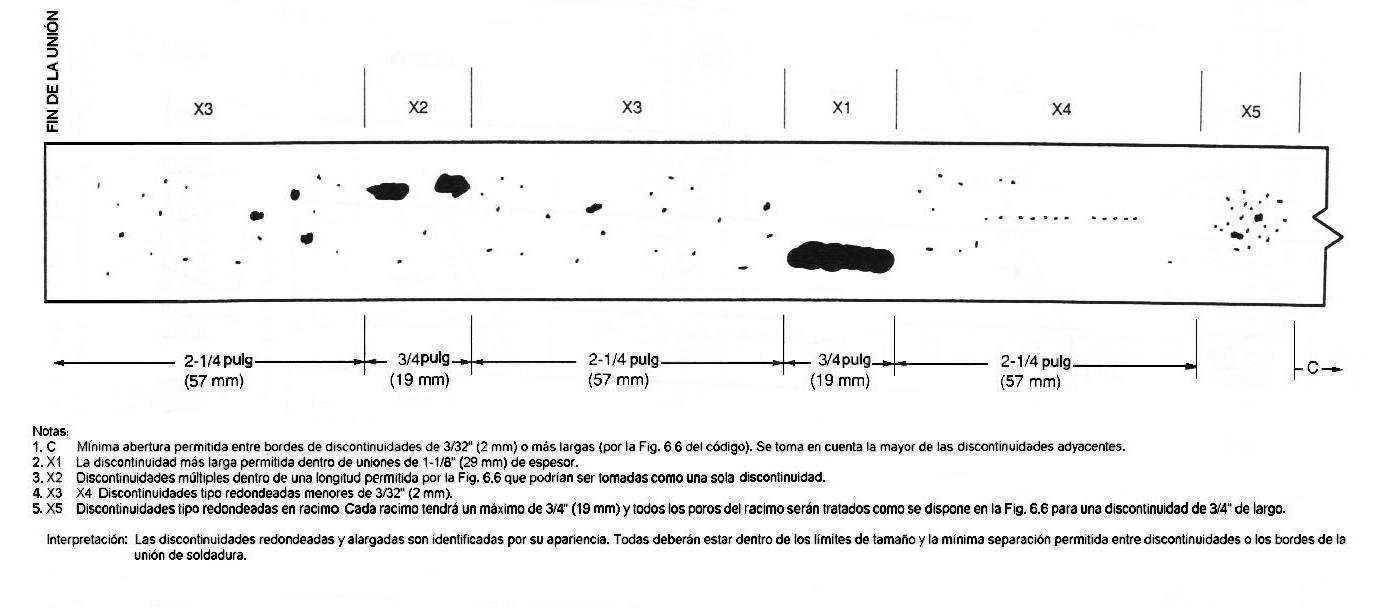 FIN DE LA UNIÓN
X3 X2 X3 X1 X4 X5
2-1/4 pulg 3/4pulg 2-1/4 pulg 3/4pulg 2-1/4 pulg C
(57 mm) (19 mm) (57 mm) (19 mm) (57 mm)
Notas:
1. C Mínima abertura permitida entre bordes de discontinuidades de 3/32" (2 mm) o más largas (por la Fig. 6.6 del código). Se toma en cuenta la mayor de las discontinuidades adyacentes.
2. X1 La discontinuidad más larga permitida dentro de uniones de 1-1/8" (29 mm) de espesor.
3. X2 Discontinuidades múltiples dentro de una longitud permitida por la Fig. 6.6 que podrían ser tomadas como una sola discontinuidad.
4. X3 X4 Discontinuidades tipo redondeadas menores de 3/32" (2 mm).
5. X5 Discontinuidades tipo redondeadas en racimo Cada racimo tendrá un máximo de 3/4" (19 mm) y todos los poros del racimo serán tratados como se dispone en la Fig. 6.6 para una discontinuidad de 3/4" de largo.
Interpretación: Las discontinuidades redondeadas y alargadas son identificadas por su apariencia. Todas deberán estar dentro de los límites de tamaño y la mínima separación permitida entre discontinuidades o los bordes de la
unión de soldadura.